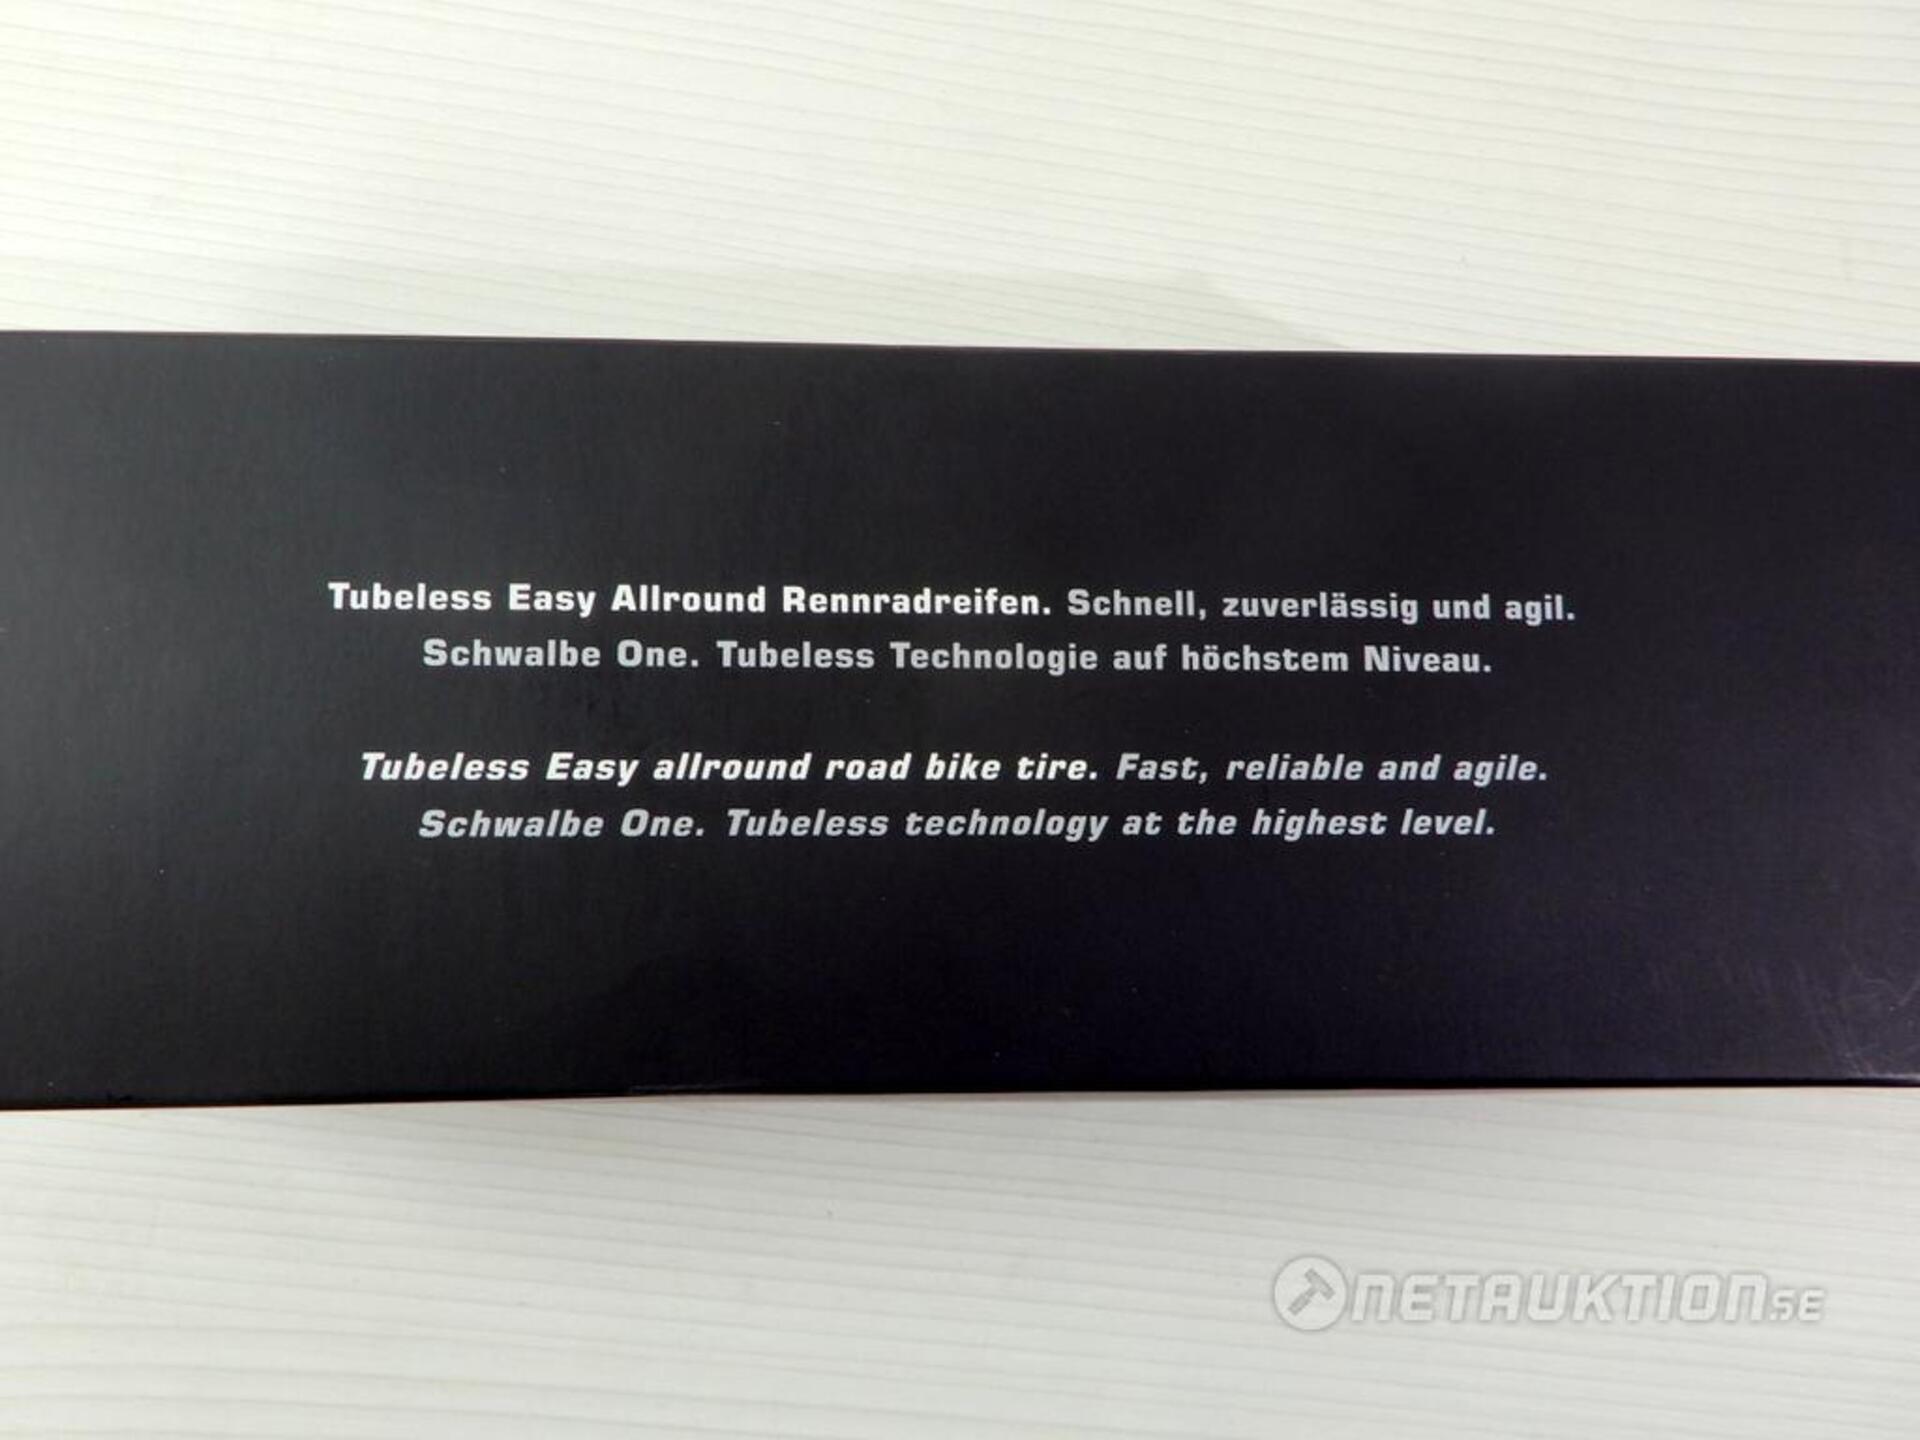 Tubeless Easy Allround Rennradreifen. Schnell, zuverlässig und agil.
Schwalbe One. Tubeless Technologie auf höchstem Niveau.
Tubeless Easy allround road bike tire. Fast, reliable and agile.
Schwalbe One. Tubeless technology at the highest level.
NETAUKTION.SE